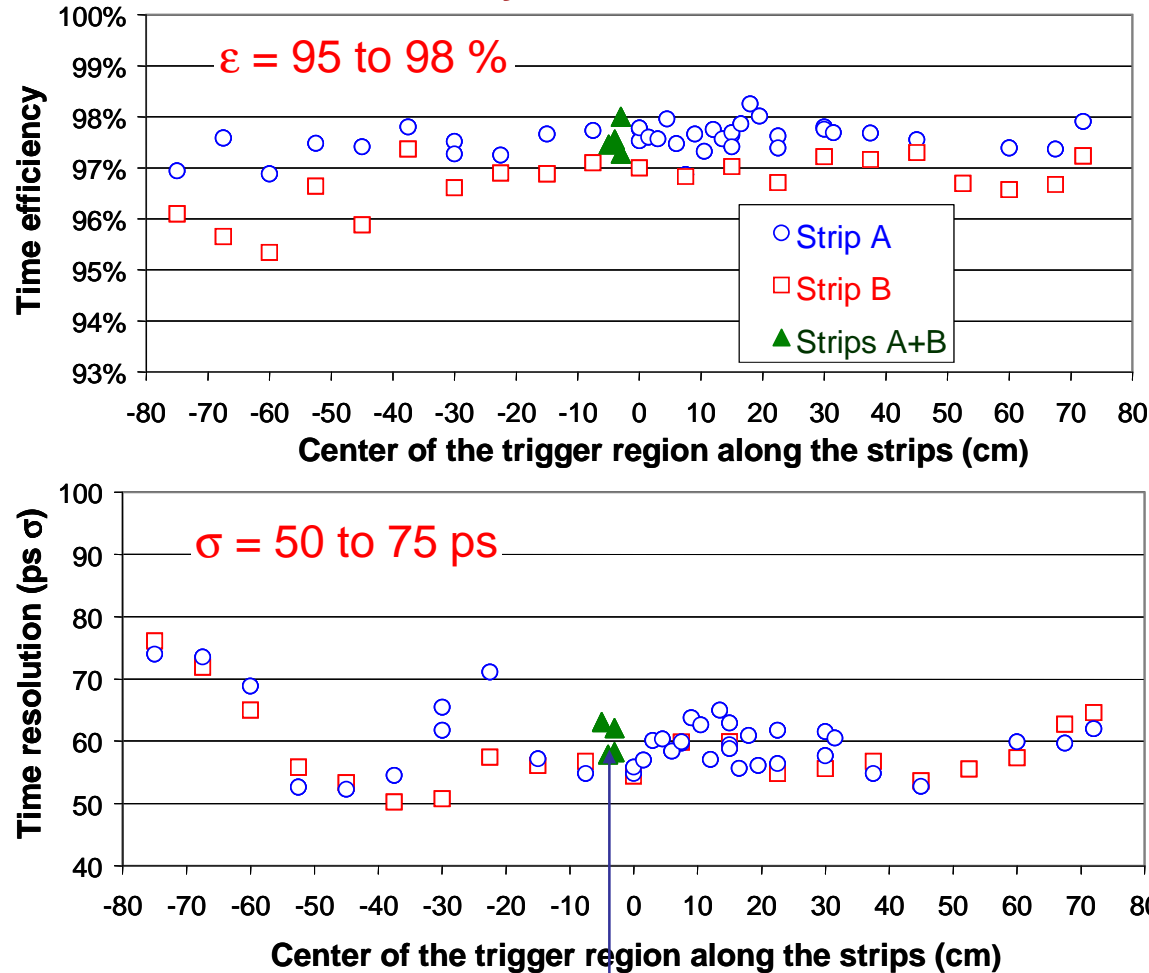 100%
99%
98%
97%
96%
95%
94%
93%
Time efficiency
ε = 95 to 98 %
Strip A
Strip B
Strips A+B
-80 -70 -60 -50 -40 -30 -20 -10 0 10 20 30 40 50 60 70 80
Center of the trigger region along the strips (cm)
100
90
80
70
60
50
40
Time resolution (ps σ)
σ = 50 to 75 ps
-80 -70 -60 -50 -40 -30 -20 -10 0 10 20 30 40 50 60 70
Center of the trigger region along the strips (cm)